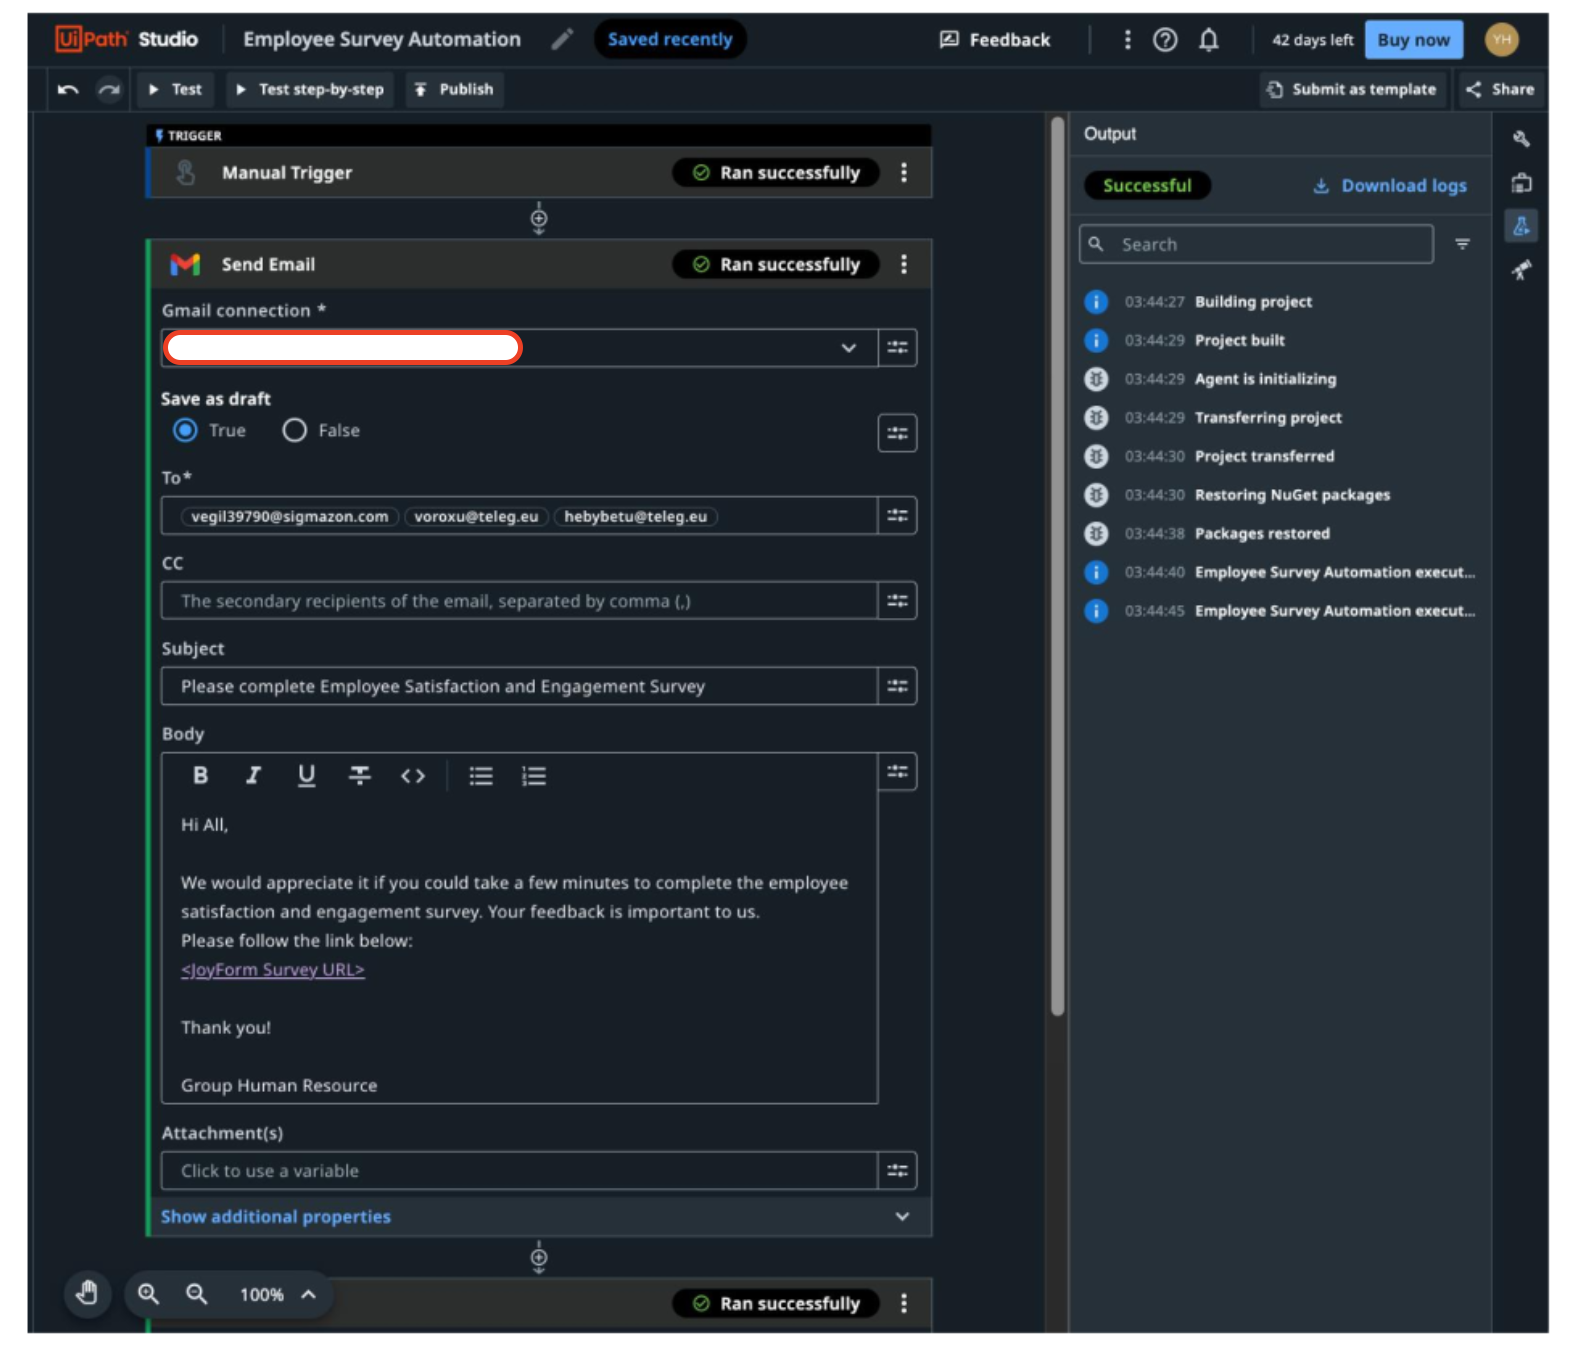 UiPath Studio Employee Survey Automation Saved recently Feedback 42 days left Buy now YH
Test Test step-by-step Publish Submit as template Share
TRIGGER
Manual Trigger Ran successfully
Send Email Ran successfully
Gmail connection *
Save as draft
True False
To*
vegil39790@sigmazon.com voroxu@teleg.eu hebybetu@teleg.eu
CC
The secondary recipients of the email, separated by comma (,)
Subject
Please complete Employee Satisfaction and Engagement Survey
Body
B I U T <>
Hi All,
We would appreciate it if you could take a few minutes to complete the employee
satisfaction and engagement survey. Your feedback is important to us.
Please follow the link below:
<JoyForm Survey URL>
Thank you!
Group Human Resource
Attachment(s)
Click to use a variable
Show additional properties
100%
Ran successfully
Output
Successful Download logs
Search
03:44:27 Building project
03:44:29 Project built
03:44:29 Agent is initializing
03:44:29 Transferring project
03:44:30 Project transferred
03:44:30 Restoring NuGet packages
03:44:38 Packages restored
03:44:40 Employee Survey Automation execut...
03:44:45 Employee Survey Automation execut...